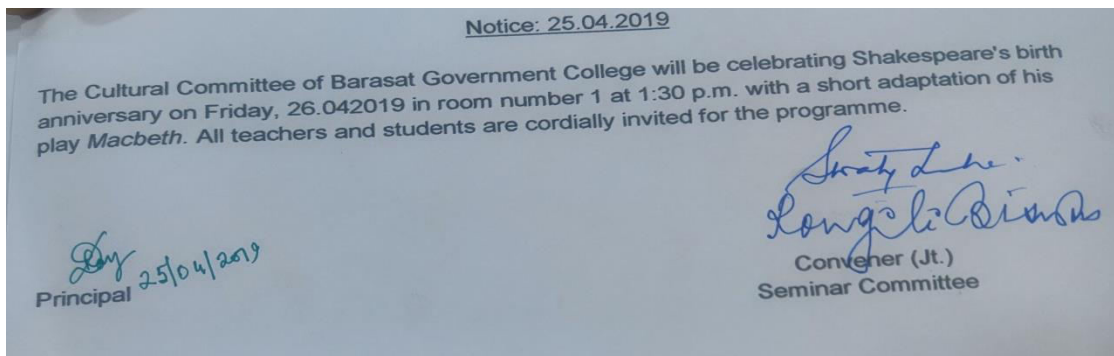 Notice: 25.04.2019
The Cultural Committee of Barasat Government College will be celebrating Shakespeare's birth
anniversary on Friday, 26.042019 in room number 1 at 1:30 p.m. with a short adaptation of his
play Macbeth. All teachers and students are cordially invited for the programme.
25/04/2019
Principal
Convener (Jt.)
Seminar Committee